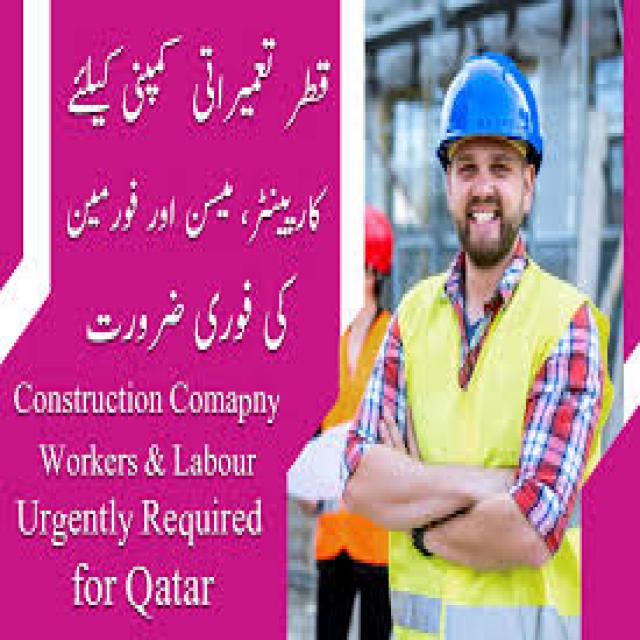 قطر تعمیراتی کمپنی کیلئے
کارپینٹر، میسن اور فورمین
کی فوری ضرورت
Construction Comapny
Workers & Labour
Urgently Required
for Qatar